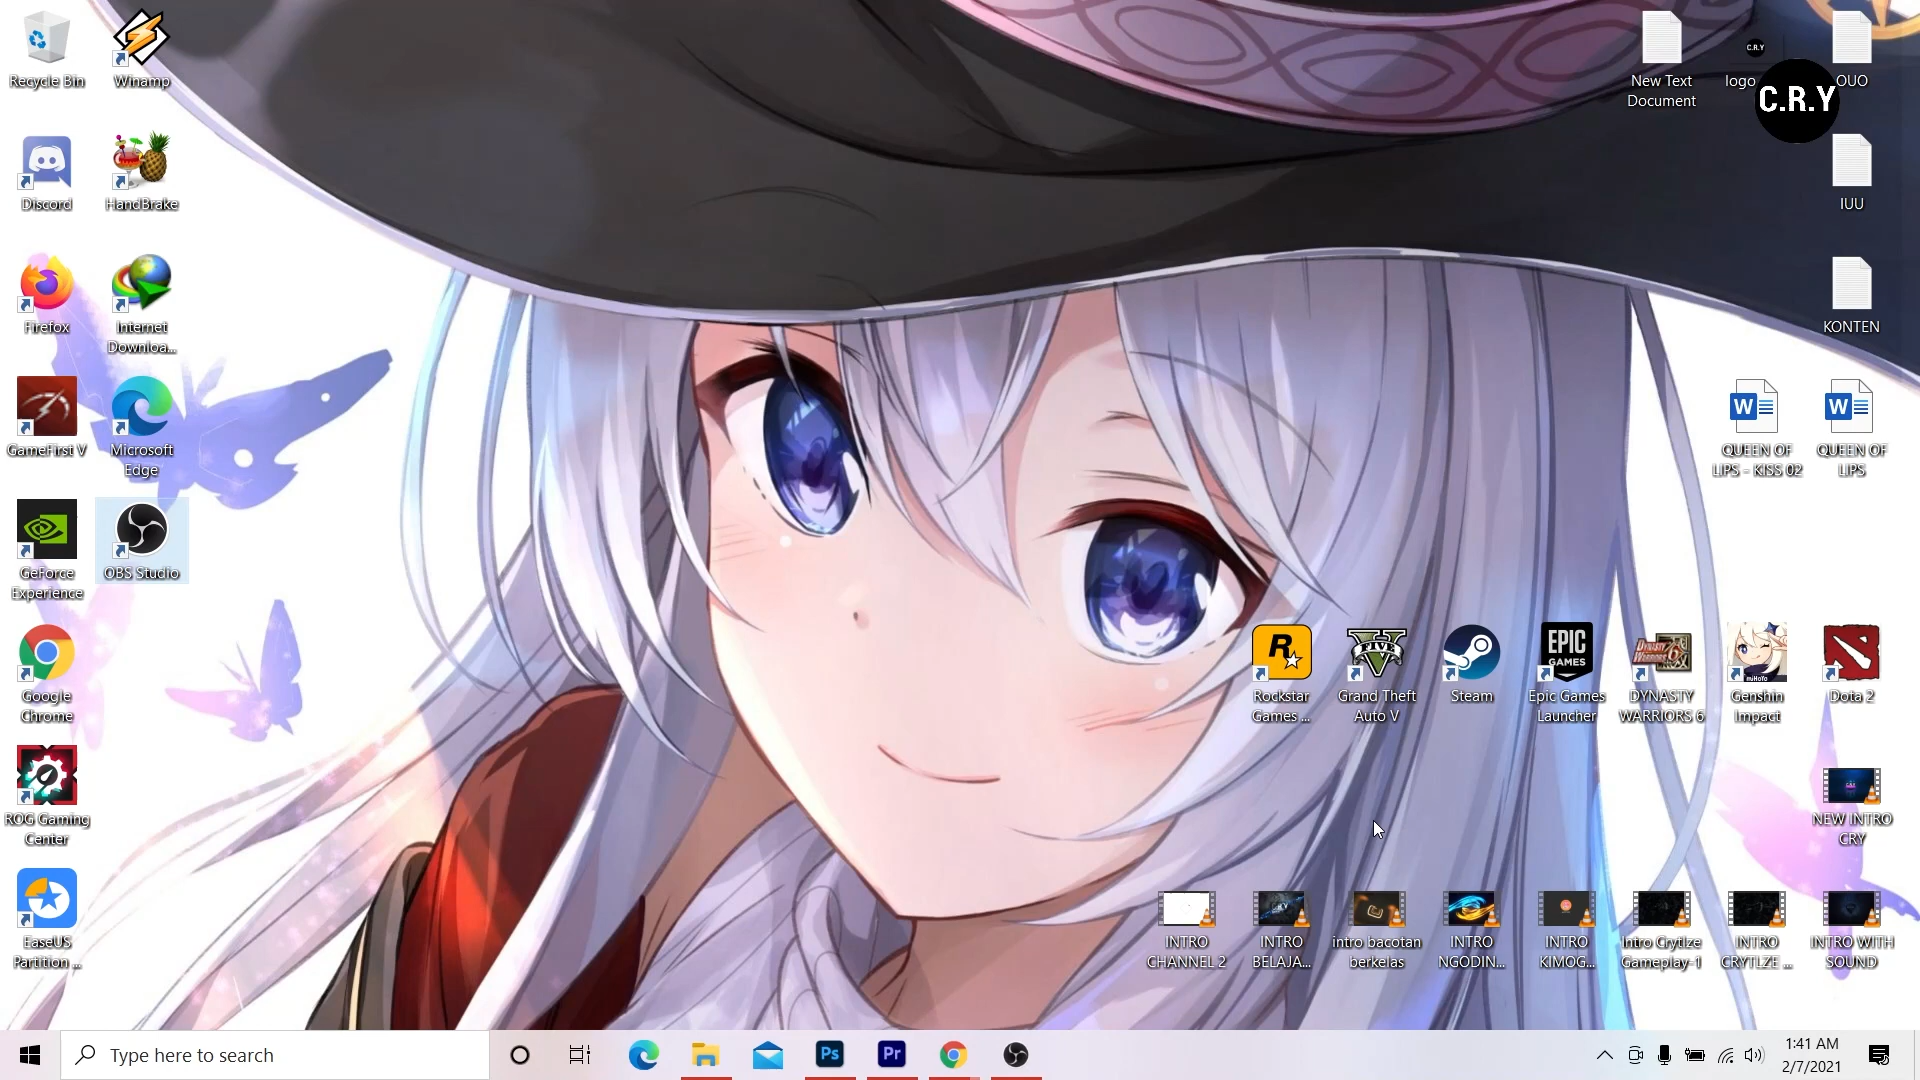 Recycle Bin
Winamp
New Text
Document
C.R.Y
logo
C.R.Y
OUO
Discord
HandBrake
IUU
Firefox
Internet
Downloa...
KONTEN
GameFirst V
Microsoft
Edge
QUEEN OF
LIPS - KISS 02
QUEEN OF
LIPS
GeForce
Experience
OBS Studio
Google
Chrome
R
Rockstar
Games ...
FIVE
Grand Theft
Auto V
Steam
EPIC
GAMES
Epic Games
Launcher
DYNASTY
WARRIORS 6
miHoYo
Genshin
Impact
Dota 2
ROG Gaming
Center
NEW INTRO
CRY
EaseUS
Partition ...
INTRO
CHANNEL 2
INTRO
BELAJA...
intro bacotan
berkelas
INTRO
NGODIN...
INTRO
KIMOG...
Intro Crytlze
Gameplay-1
INTRO
CRYTLZE ...
INTRO WITH
SOUND
Type here to search
Ps
Pr
1:41 AM
2/7/2021